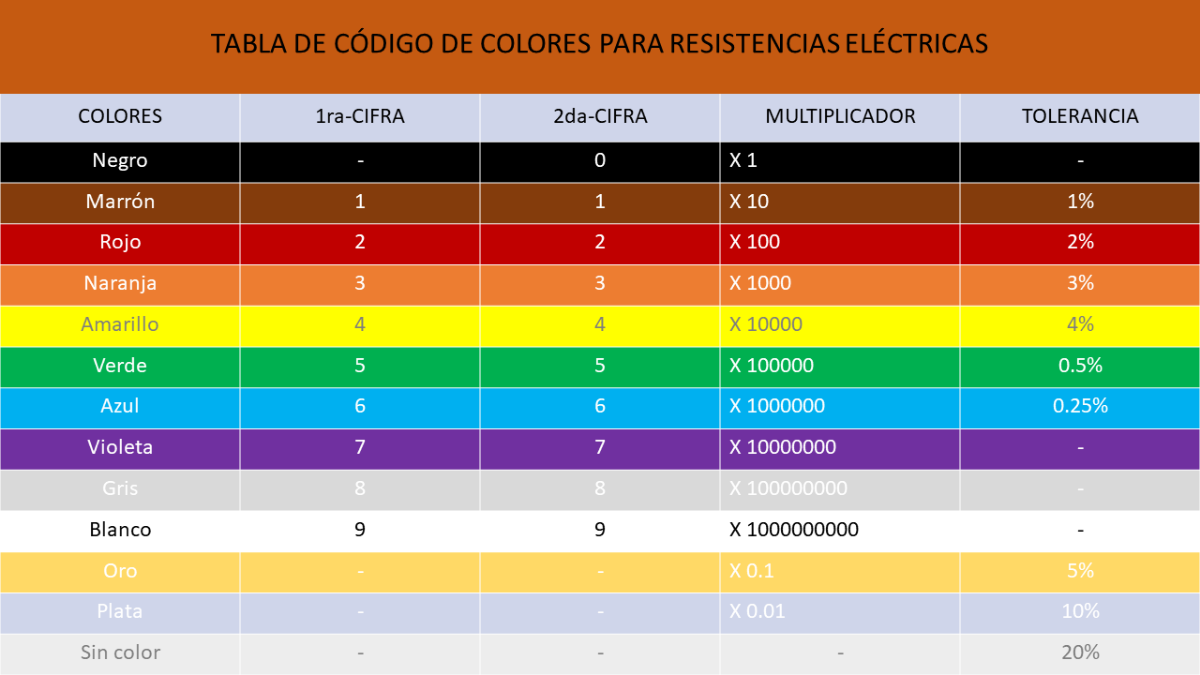 TABLA DE CÓDIGO DE COLORES PARA RESISTENCIAS ELÉCTRICAS
COLORES 1ra-CIFRA 2da-CIFRA MULTIPLICADOR TOLERANCIA
Negro - 0 X 1 -
Marrón 1 1 X 10 1%
Rojo 2 2 X 100 2%
Naranja 3 3 X 1000 3%
Amarillo 4 4 X 10000 4%
Verde 5 5 X 100000 0.5%
Azul 6 6 X 1000000 0.25%
Violeta 7 7 X 10000000 -
Gris 8 8 X 100000000 -
Blanco 9 9 X 1000000000 -
Oro - - X 0.1 5%
Plata - - X 0.01 10%
Sin color - - - 20%